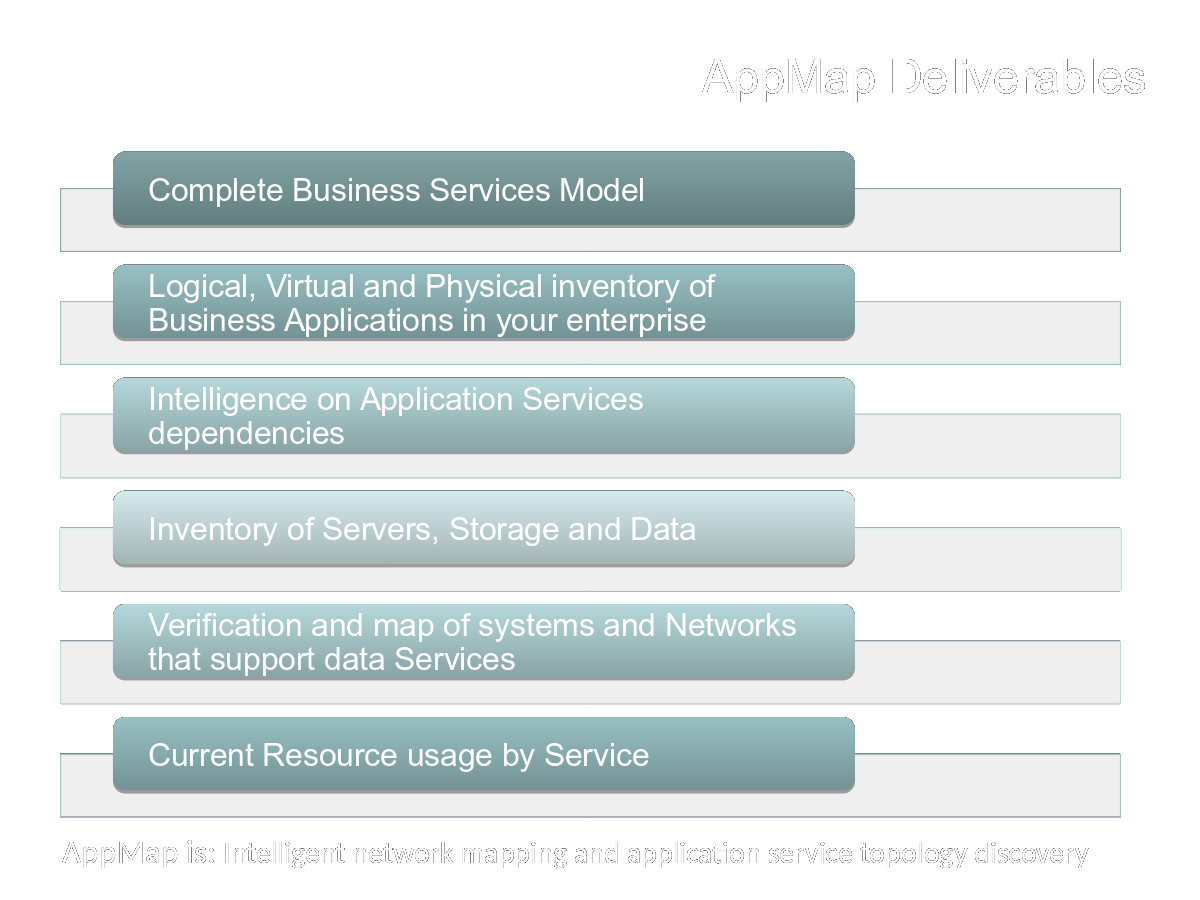 AppMap Deliverables
Complete Business Services Model
Logical, Virtual and Physical inventory of
Business Applications in your enterprise
Intelligence on Application Services
dependencies
Inventory of Servers, Storage and Data
Verification and map of systems and Networks
that support data Services
Current Resource usage by Service
AppMap is: Intelligent network mapping and application service topology discovery